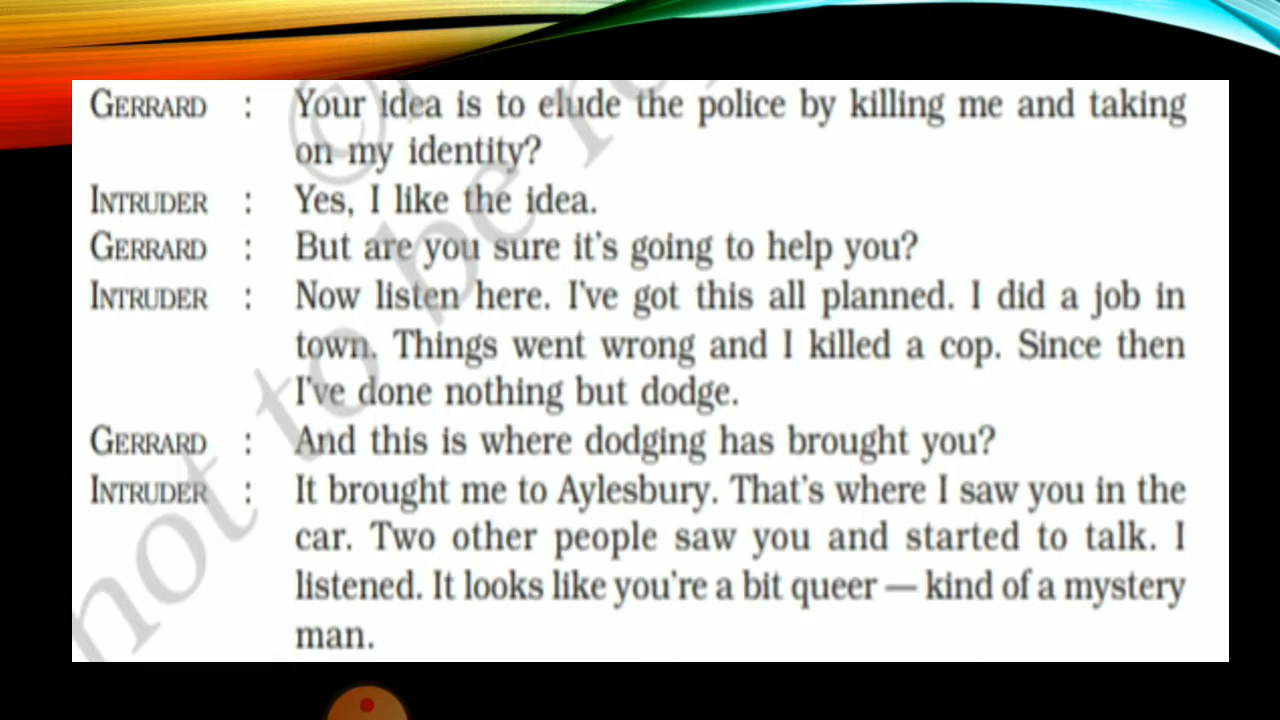 GERRARD : Your idea is to elude the police by killing me and taking
on my identity?
INTRUDER : Yes, I like the idea.
GERRARD : But are you sure it's going to help you?
INTRUDER : Now listen here. I've got this all planned. I did a job in
town. Things went wrong and I killed a cop. Since then
I've done nothing but dodge.
GERRARD : And this is where dodging has brought you?
INTRUDER : It brought me to Aylesbury. That's where I saw you in the
car. Two other people saw you and started to talk. I
listened. It looks like you're a bit queer — kind of a mystery
man.
© not to be re